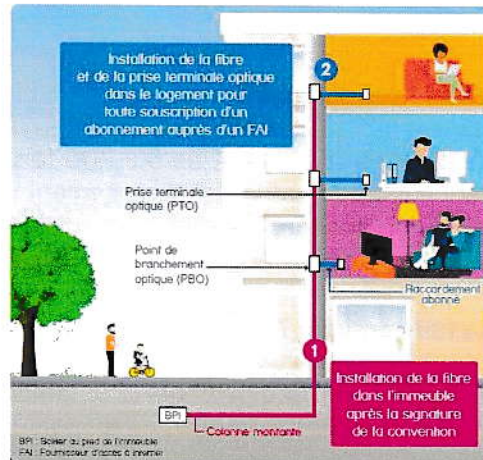 Installation de la fibre
et de la prise terminale optique
dans le logement pour
toute souscription d'un
abonnement auprès d'un FAI
2
Prise terminale
optique (PTO)
Point de
branchement
optique (PBO)
Raccordement
abonné
1
Installation de la fibre
dans l'immeuble
après la signature
de la convention
BPI
Colonne montante
BPI : Boitier au pied de l'immeuble
FAI : Fournisseur d'accès à internet